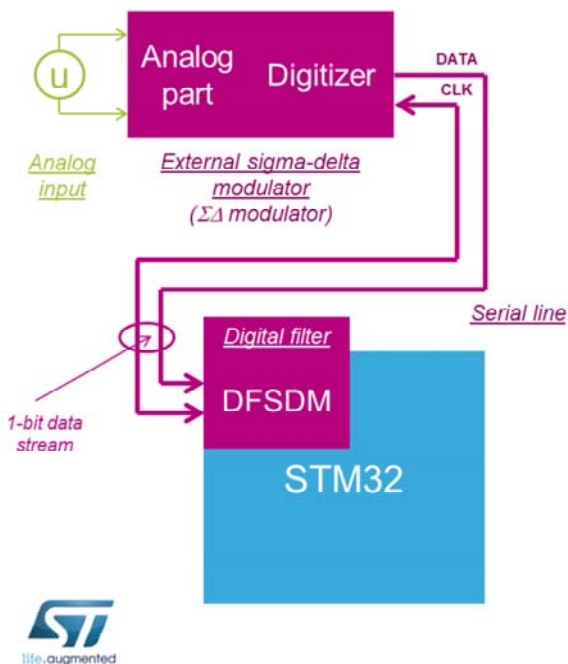 u
Analog
part
Digitizer
DATA
CLK
Analog
input
External sigma-delta
modulator
(ΣΔ modulator)
Serial line
Digital filter
DFSDM
1-bit data
stream
STM32
ST
life.augmented